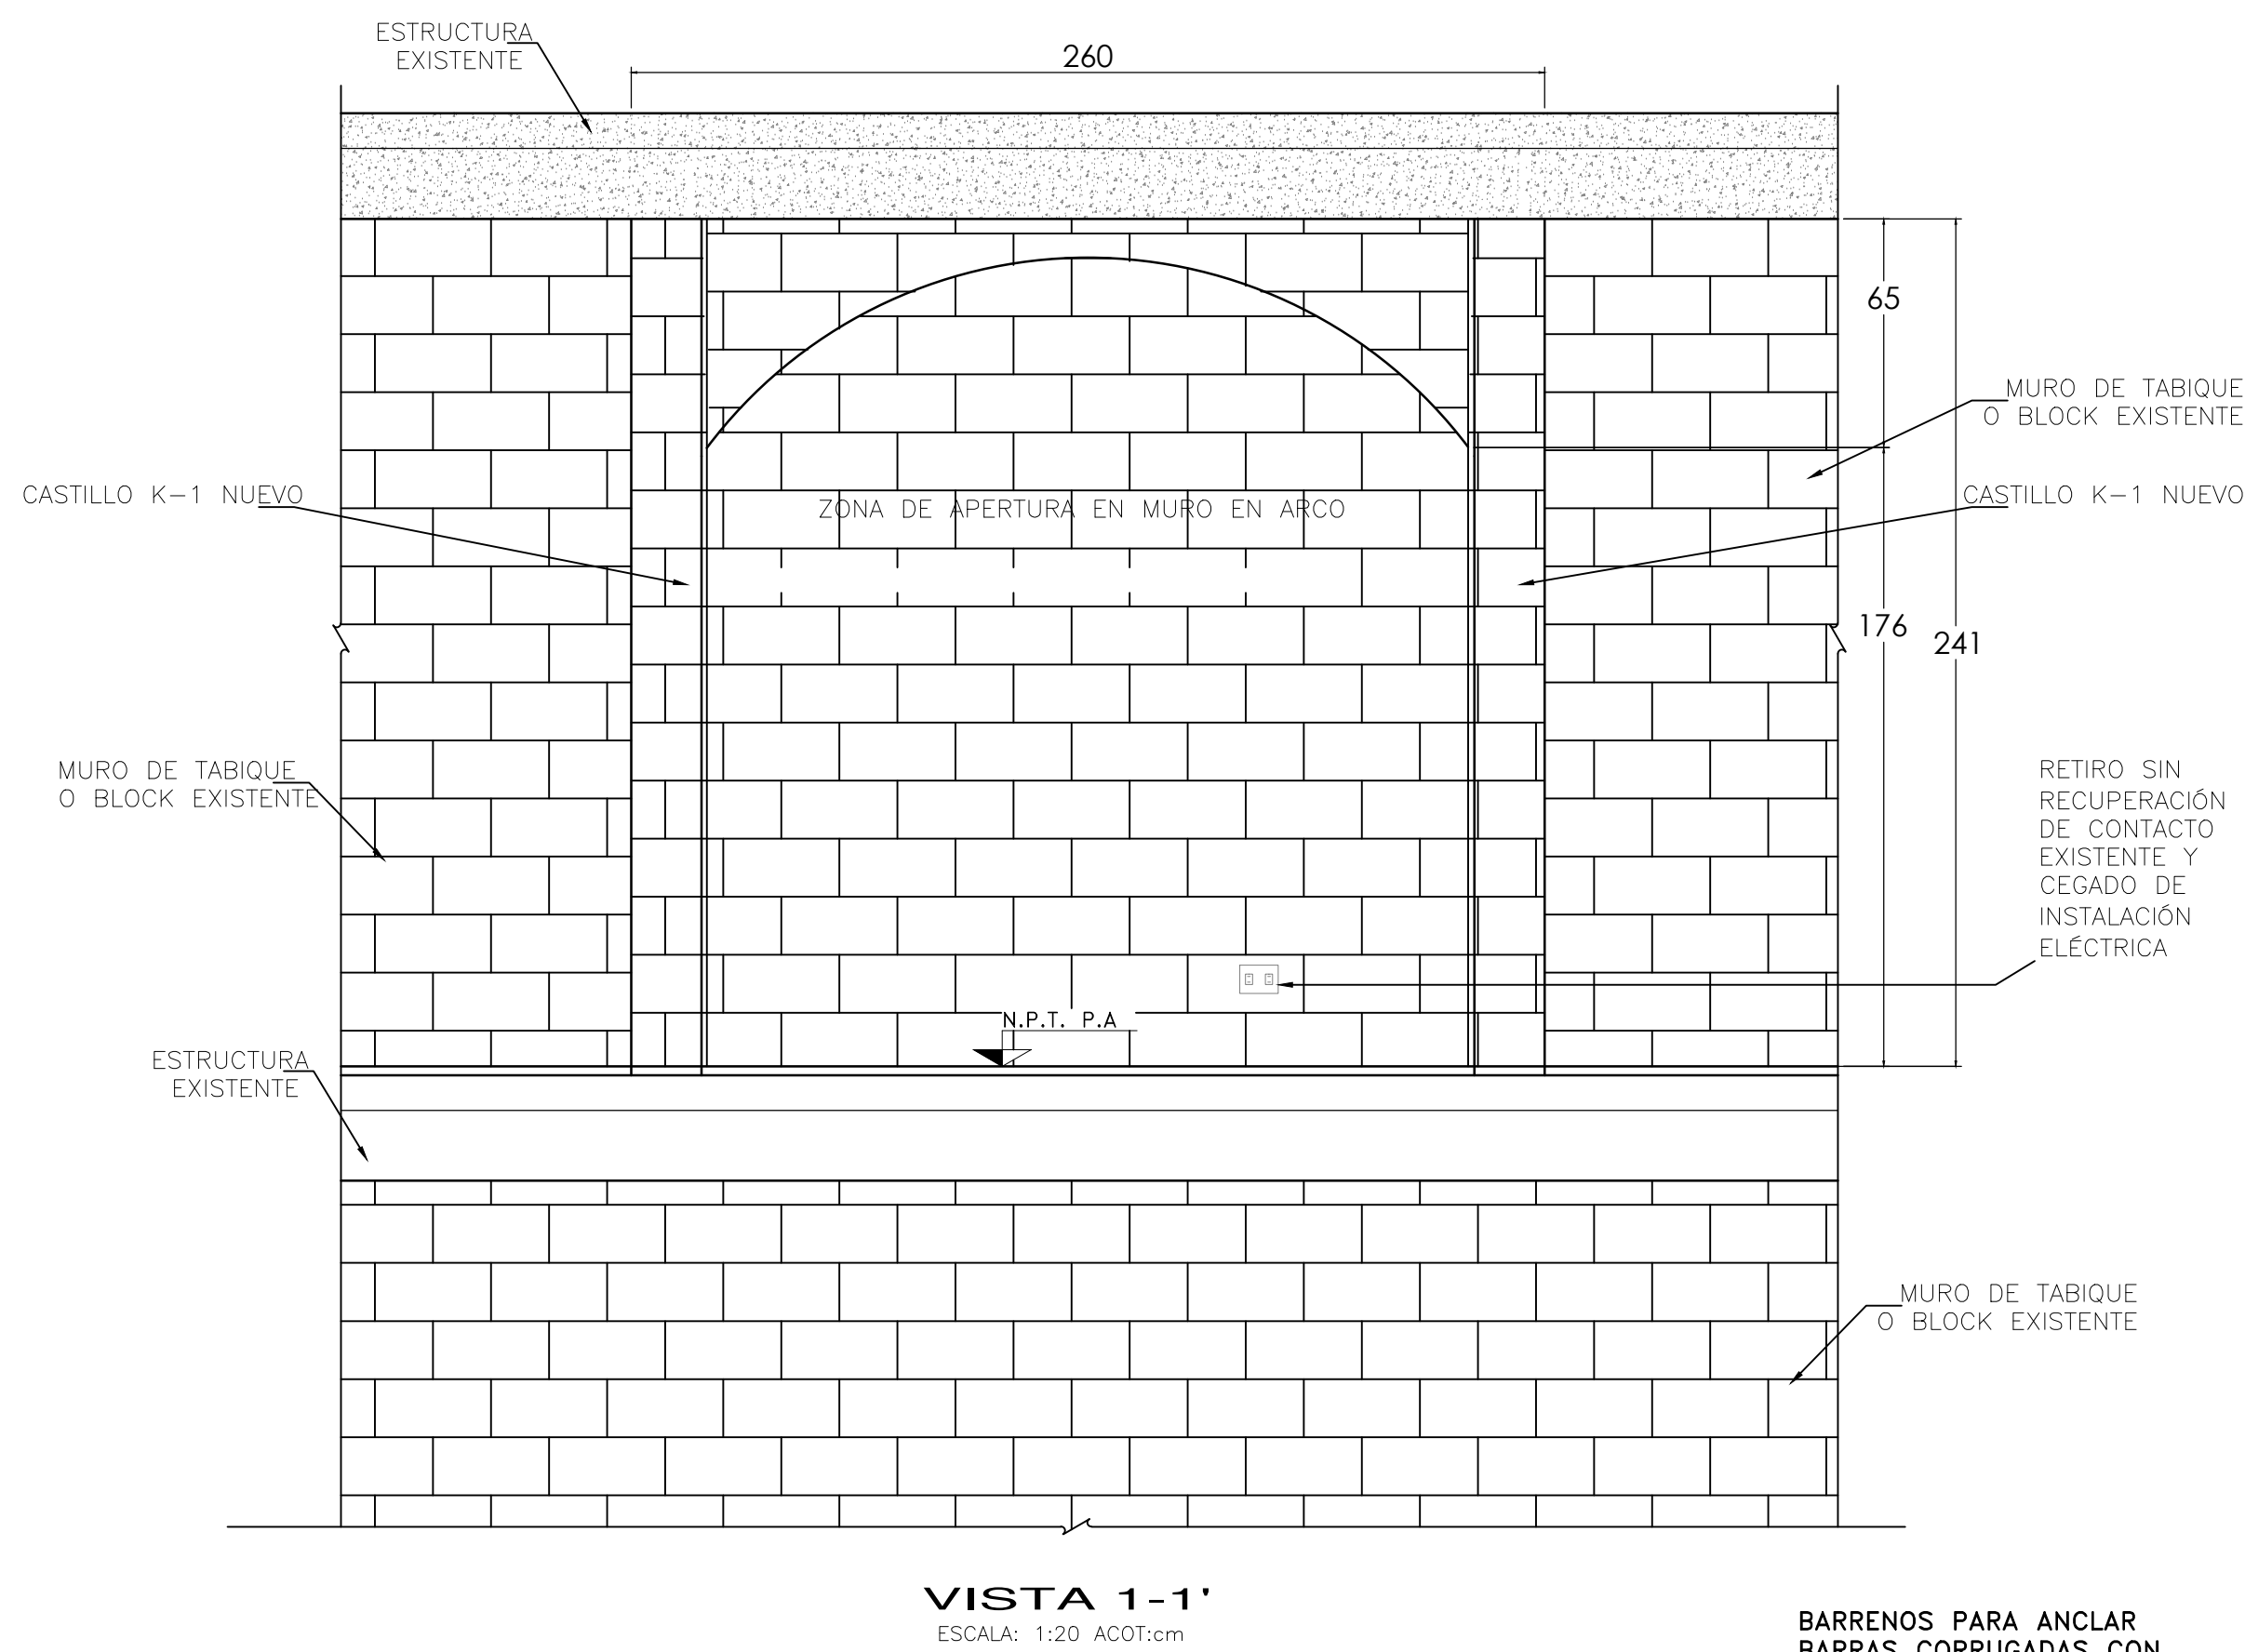 ESTRUCTURA
EXISTENTE
260
65
MURO DE TABIQUE
O BLOCK EXISTENTE
CASTILLO K-1 NUEVO
CASTILLO K-1 NUEVO
ZONA DE APERTURA EN MURO EN ARCO
176
241
MURO DE TABIQUE
O BLOCK EXISTENTE
RETIRO SIN
RECUPERACIÓN
DE CONTACTO
EXISTENTE Y
CEGADO DE
INSTALACIÓN
ELÉCTRICA
N.P.T. P.A
ESTRUCTURA
EXISTENTE
MURO DE TABIQUE
O BLOCK EXISTENTE
VISTA 1-1'
ESCALA: 1:20 ACOT:cm
BARRENOS PARA ANCLAR
BARRAS CORRUGADAS CON